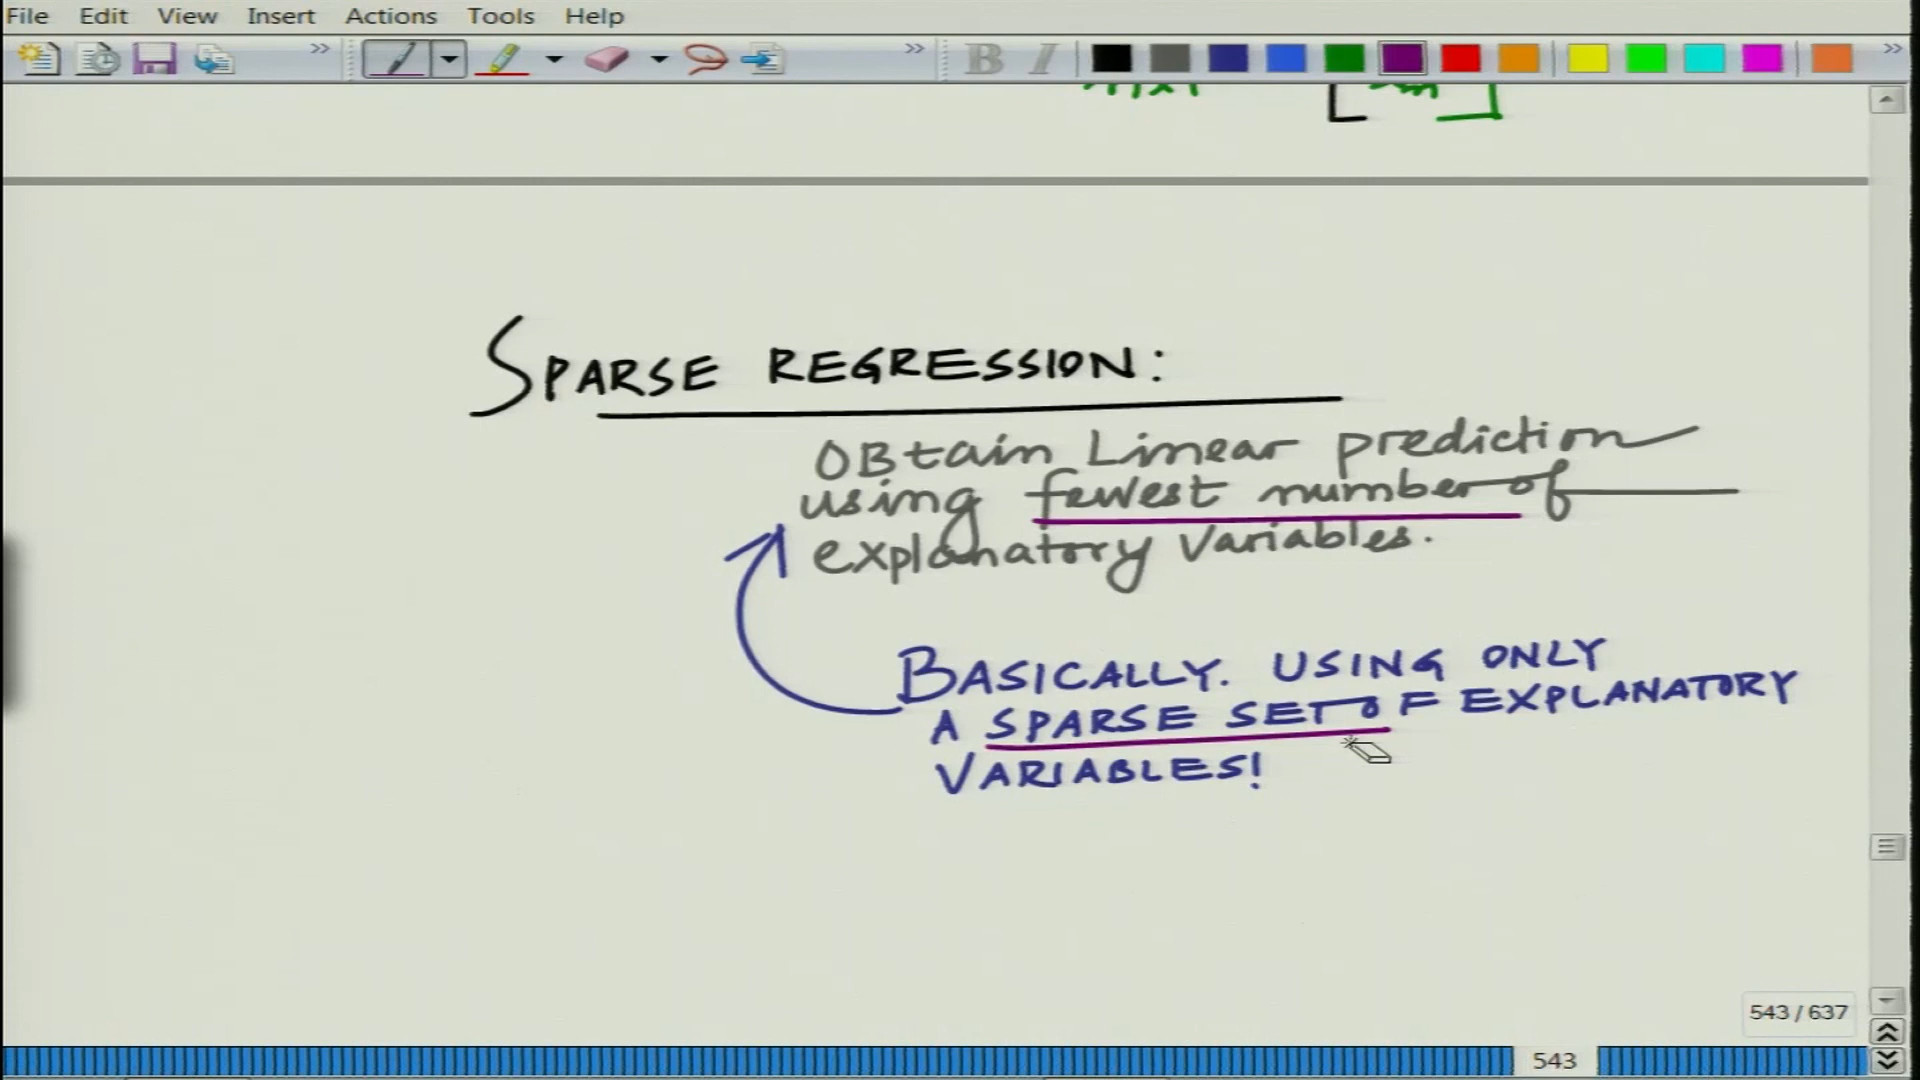 File Edit View Insert Actions Tools Help
B I
SPARSE REGRESSION:
OBtain Linear prediction
using fewest number of
explanatory Variables.
BASICALLY. USING ONLY
A SPARSE SET OF EXPLANATORY
VARIABLES!
543 / 637
543